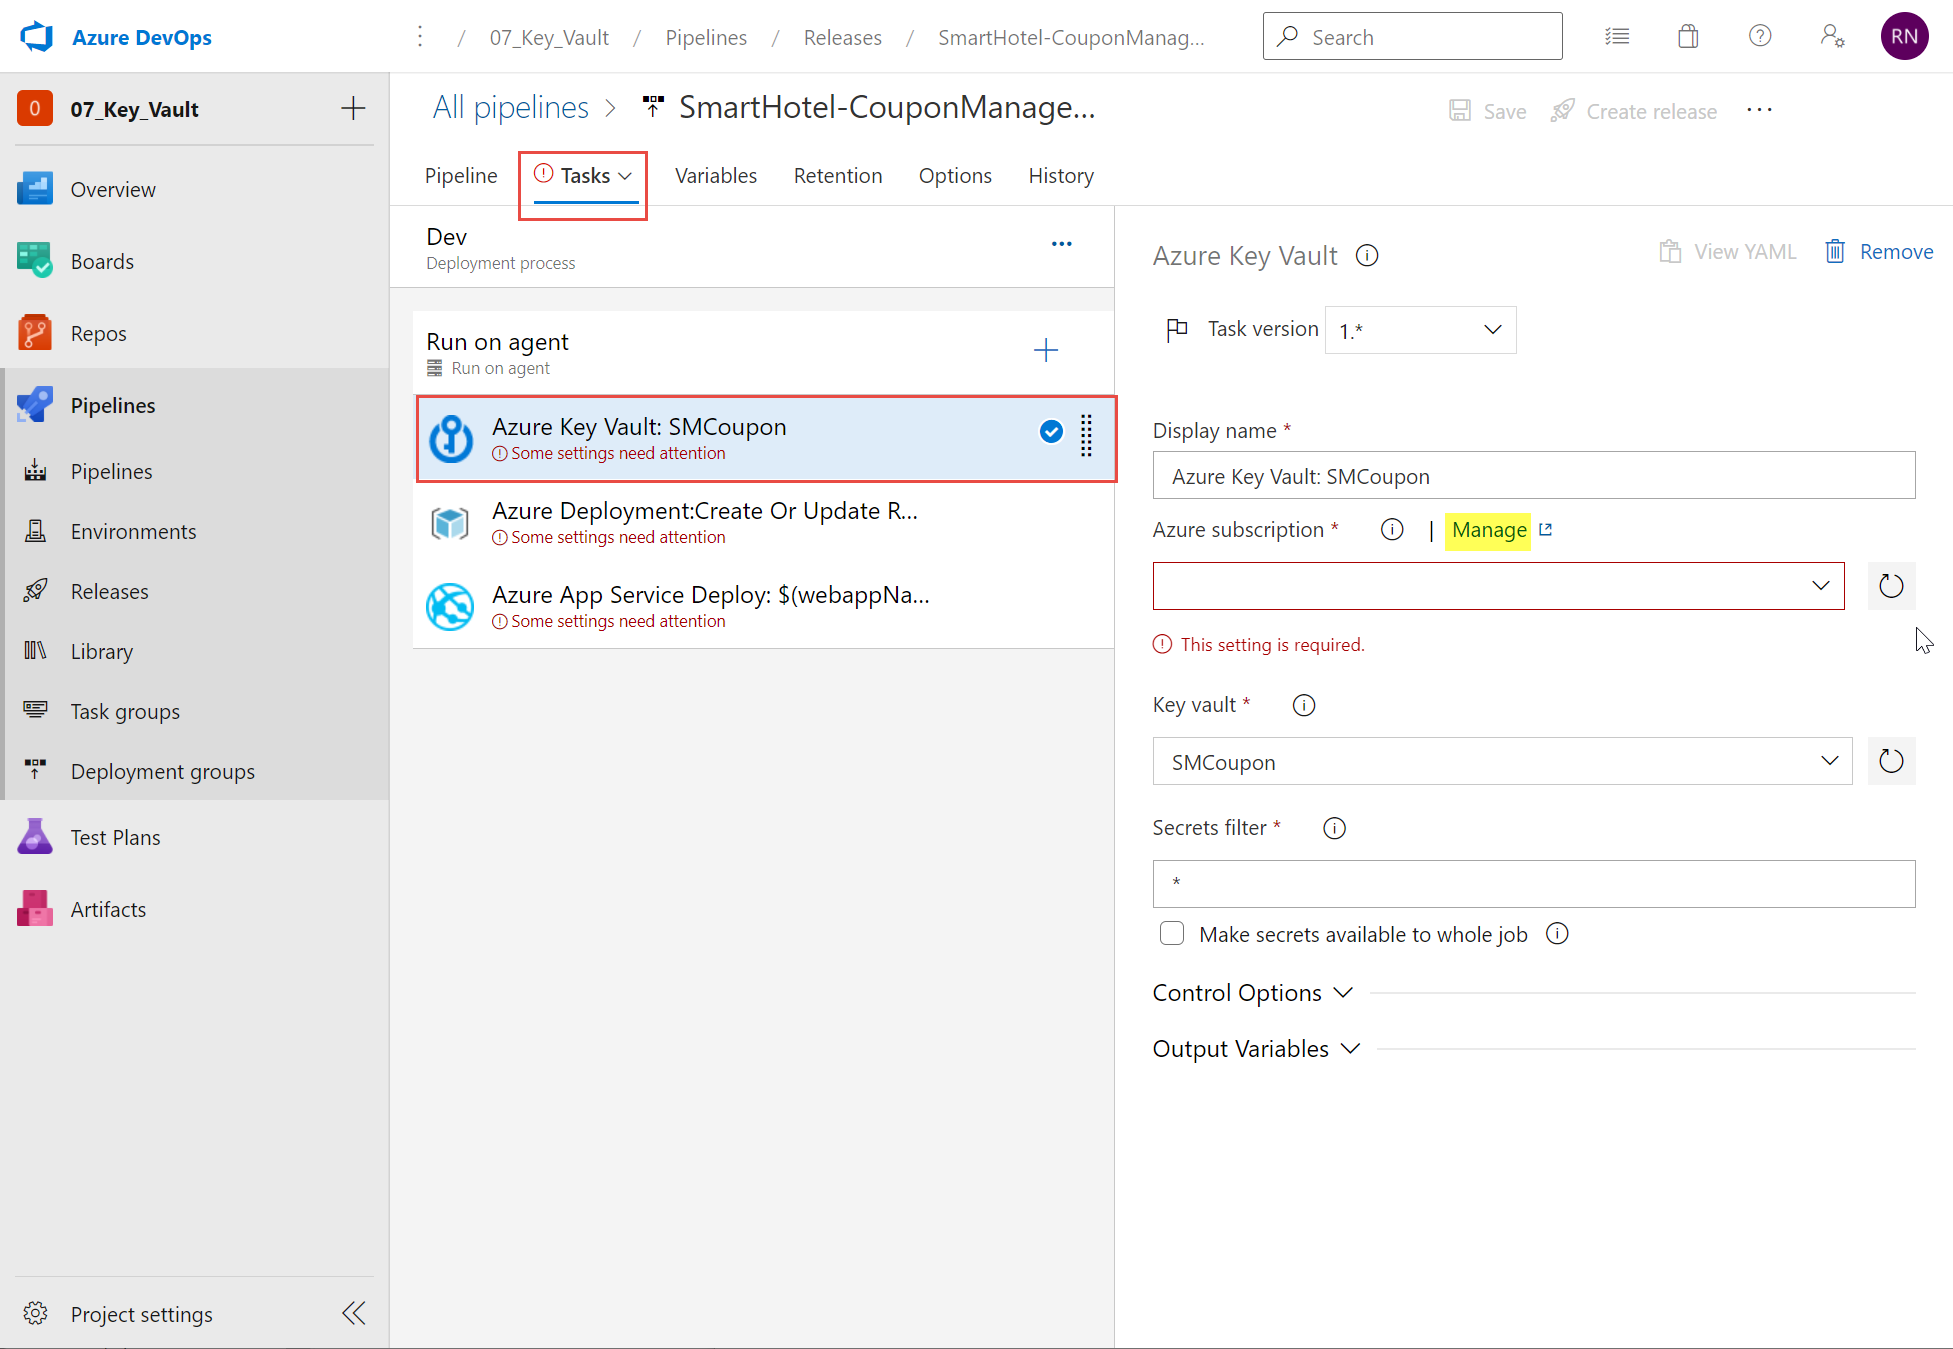 Azure DevOps
/ 07_Key_Vault / Pipelines / Releases / SmartHotel-CouponManag...
Search
RN
O 07_Key_Vault
Overview
Boards
Repos
Pipelines
Pipelines
Environments
Releases
Library
Task groups
Deployment groups
Test Plans
Artifacts
Project settings
All pipelines > SmartHotel-CouponManage...
Save
Create release
Pipeline
Tasks
Variables
Retention
Options
History
Dev
Deployment process
Run on agent
Run on agent
Azure Key Vault: SMCoupon
Some settings need attention
Azure Deployment:Create Or Update R...
Some settings need attention
Azure App Service Deploy: $(webappNa...
Some settings need attention
Azure Key Vault
View YAML
Remove
Task version 1.*
Display name *
Azure Key Vault: SMCoupon
Azure subscription * | Manage
This setting is required.
Key vault *
SMCoupon
Secrets filter *
*
Make secrets available to whole job
Control Options
Output Variables